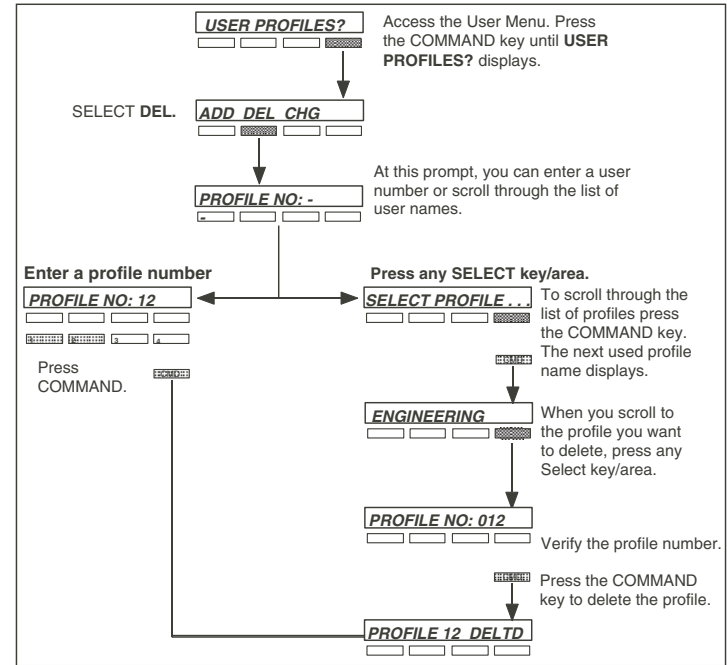 USER PROFILES?
Access the User Menu. Press
the COMMAND key until USER
PROFILES? displays.
SELECT DEL.
ADD DEL CHG
At this prompt, you can enter a user
number or scroll through the list of
user names.
PROFILE NO: -
-
Enter a profile number
PROFILE NO: 12
1 2 3 4
Press
COMMAND.
CMD
Press any SELECT key/area.
SELECT PROFILE . . .
To scroll through the
list of profiles press
the COMMAND key.
The next used profile
name displays.
CMD
ENGINEERING
When you scroll to
the profile you want
to delete, press any
Select key/area.
PROFILE NO: 012
Verify the profile number.
CMD
Press the COMMAND
key to delete the profile.
PROFILE 12 DELTD